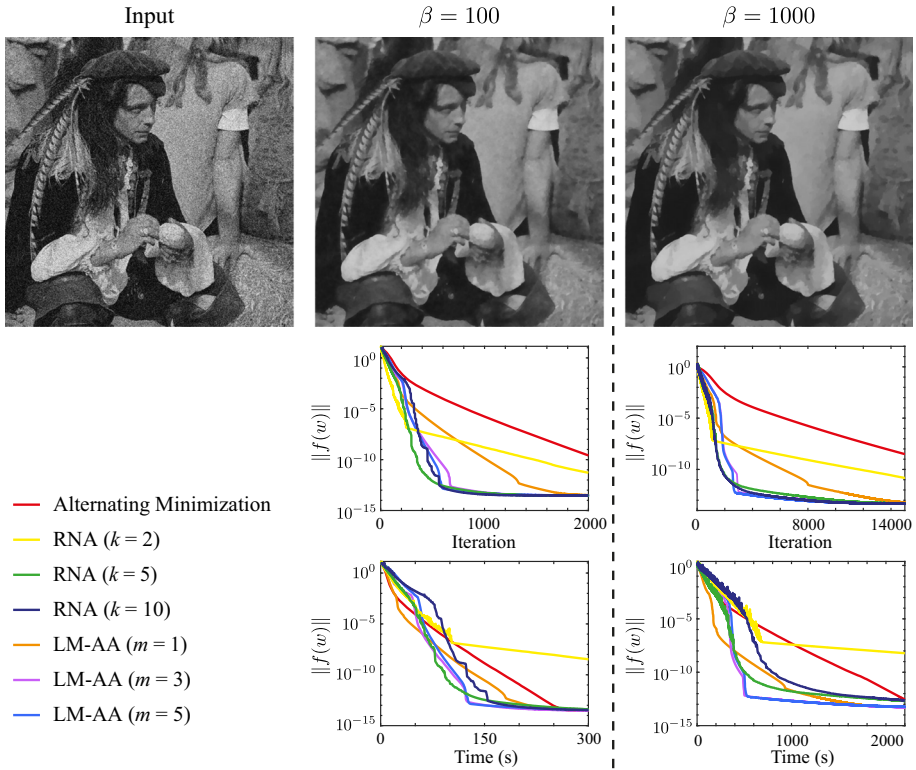 Input
β = 100
β = 1000
‖f(w)‖
10^0
10^-5
10^-10
10^-15
0
1000
2000
Iteration
‖f(w)‖
10^0
10^-5
10^-10
10^-15
0
8000
14000
Iteration
Alternating Minimization
RNA (k = 2)
RNA (k = 5)
RNA (k = 10)
LM-AA (m = 1)
LM-AA (m = 3)
LM-AA (m = 5)
‖f(w)‖
10^0
10^-5
10^-10
10^-15
0
150
300
Time (s)
‖f(w)‖
10^0
10^-5
10^-10
10^-15
0
1000
2000
Time (s)